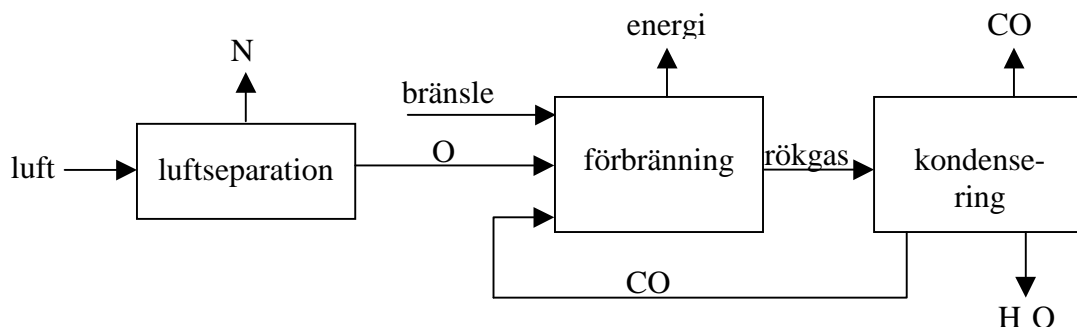 energi
CO
N
bränsle
luft
luftseparation
O
förbränning
rökgas
kondense-
ring
CO
H O